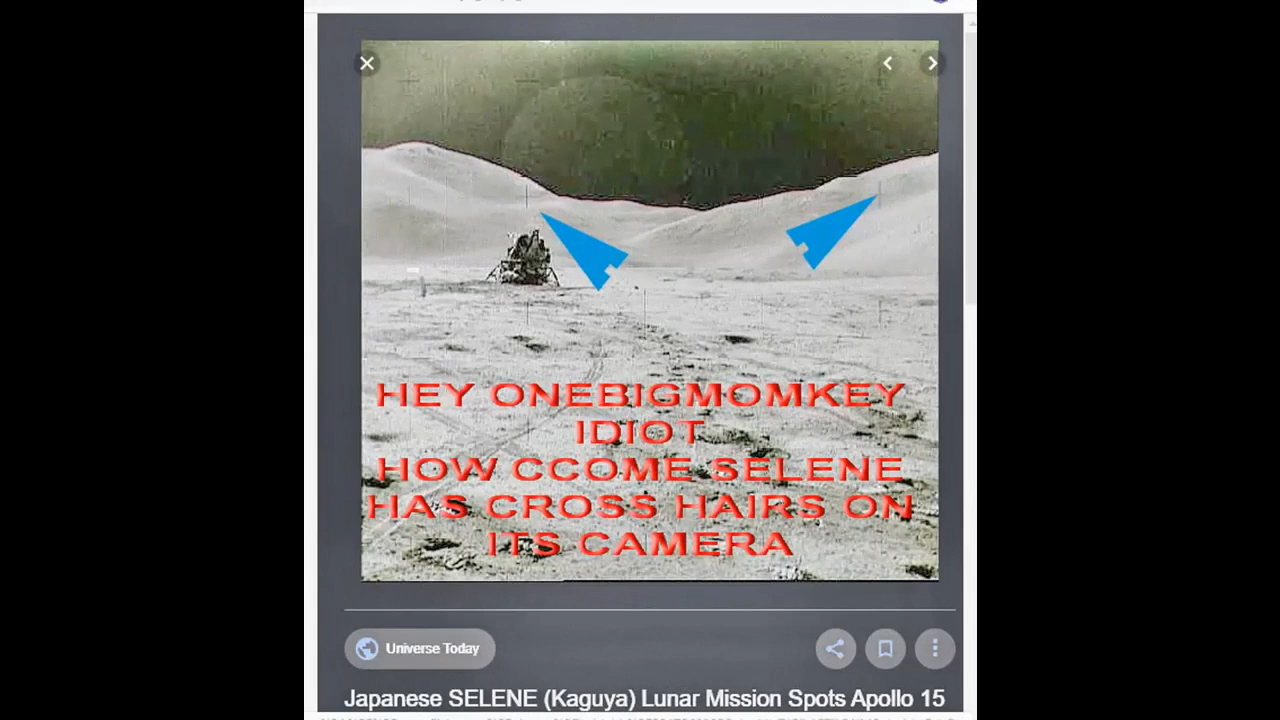 HEY ONEBIGMOMKEY
IDIOT
HOW CCOME SELENE
HAS CROSS HAIRS ON
ITS CAMERA
Universe Today
Japanese SELENE (Kaguya) Lunar Mission Spots Apollo 15